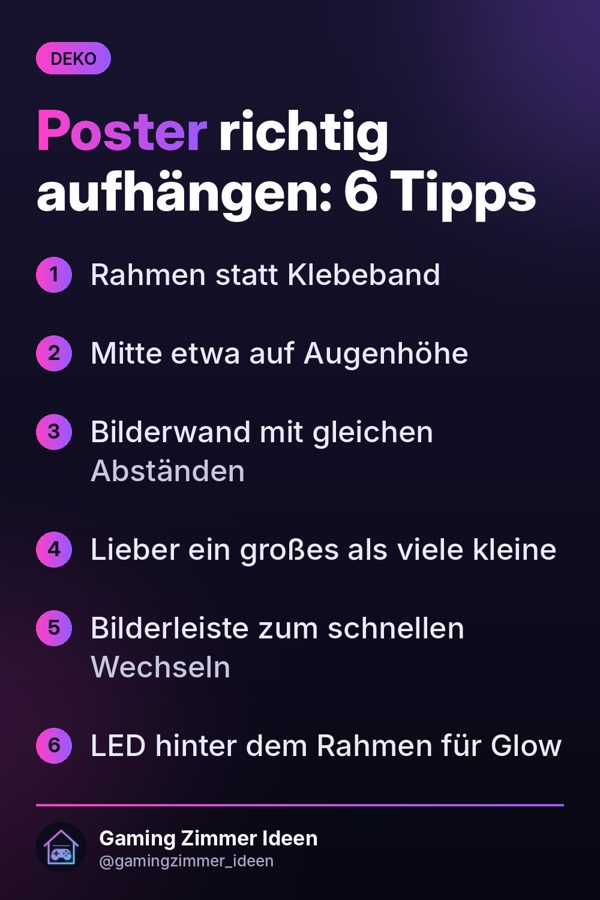 DEKO
Poster richtig
aufhängen: 6 Tipps
1 Rahmen statt Klebeband
2 Mitte etwa auf Augenhöhe
3 Bilderwand mit gleichen
Abständen
4 Lieber ein großes als viele kleine
5 Bilderleiste zum schnellen
Wechseln
6 LED hinter dem Rahmen für Glow
Gaming Zimmer Ideen
@gamingzimmer_ideen